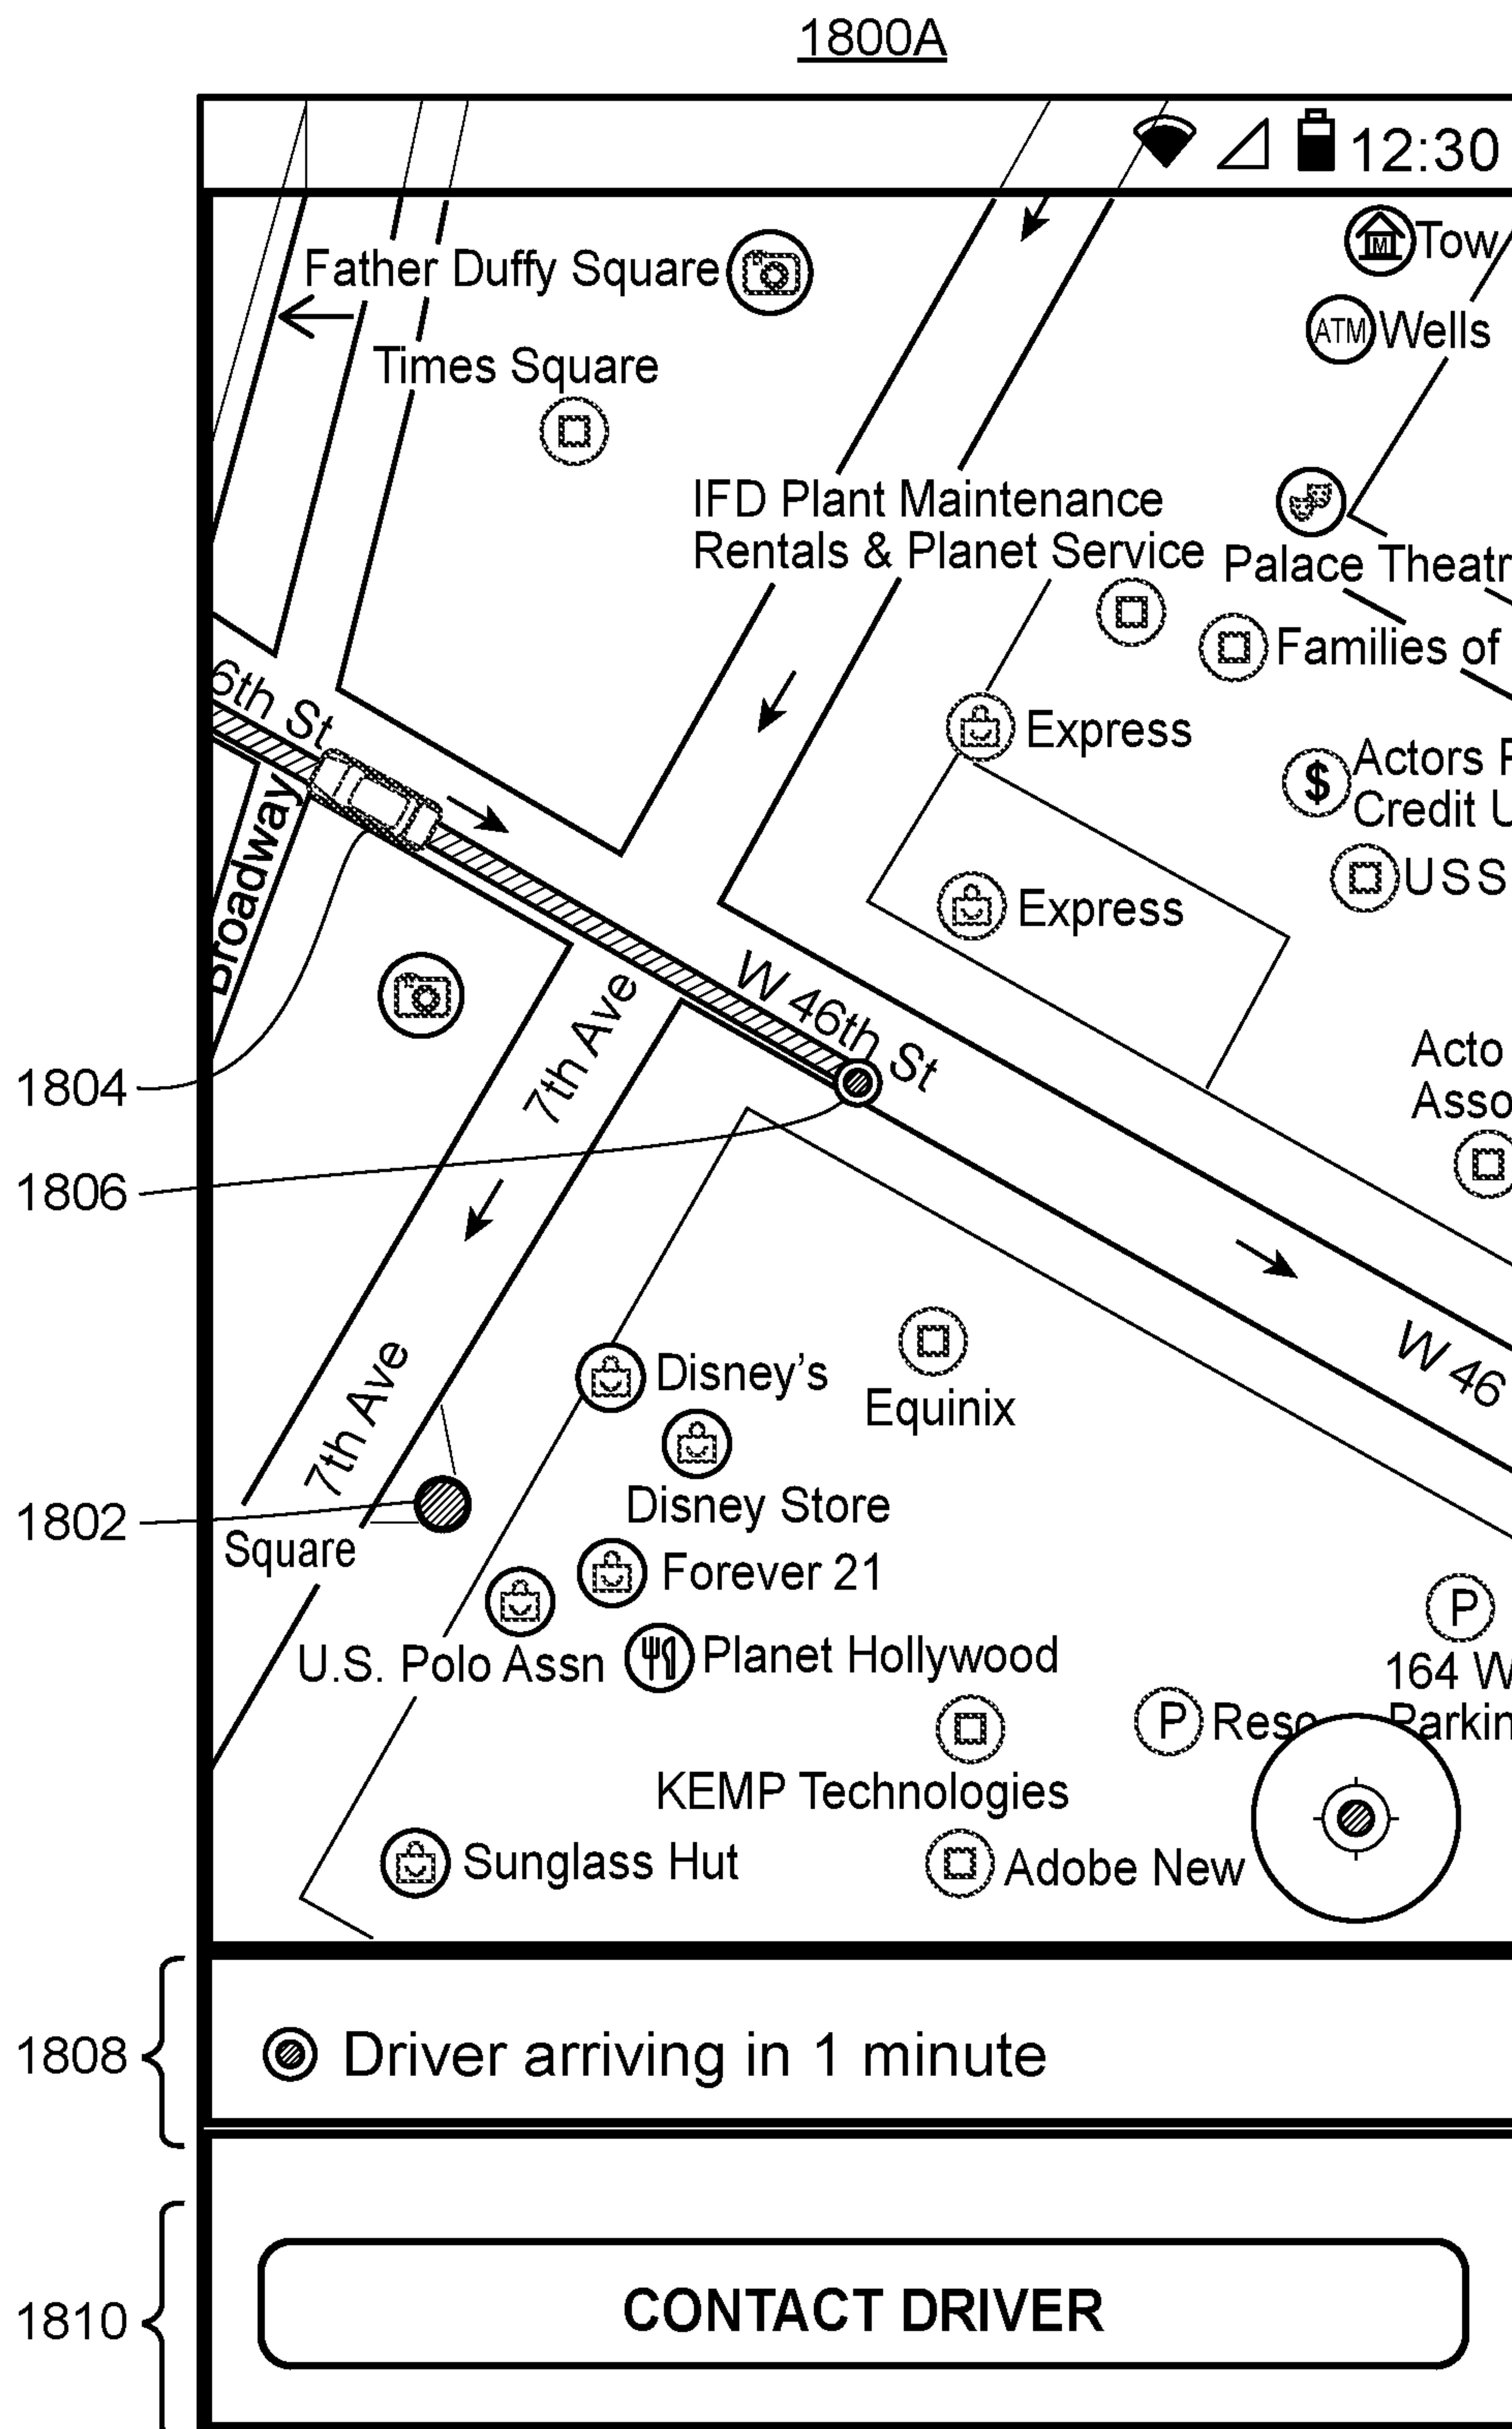 1800A
12:30
Father Duffy Square
Tow
ATM
Wells
Times Square
IFD Plant Maintenance
Rentals & Planet Service
Palace Theatr
Families of
6th St
Express
$
Actors
Credit U
USS
Express
Broadway
W 46th St
7th Ave
Acto
Asso
1804
1806
W 46
Disney's
Equinix
7th Ave
Disney Store
1802
Square
Forever 21
P
U.S. Polo Assn
Planet Hollywood
164 W
P
Reso
Parkin
KEMP Technologies
Sunglass Hut
Adobe New
1808
Driver arriving in 1 minute
1810
CONTACT DRIVER